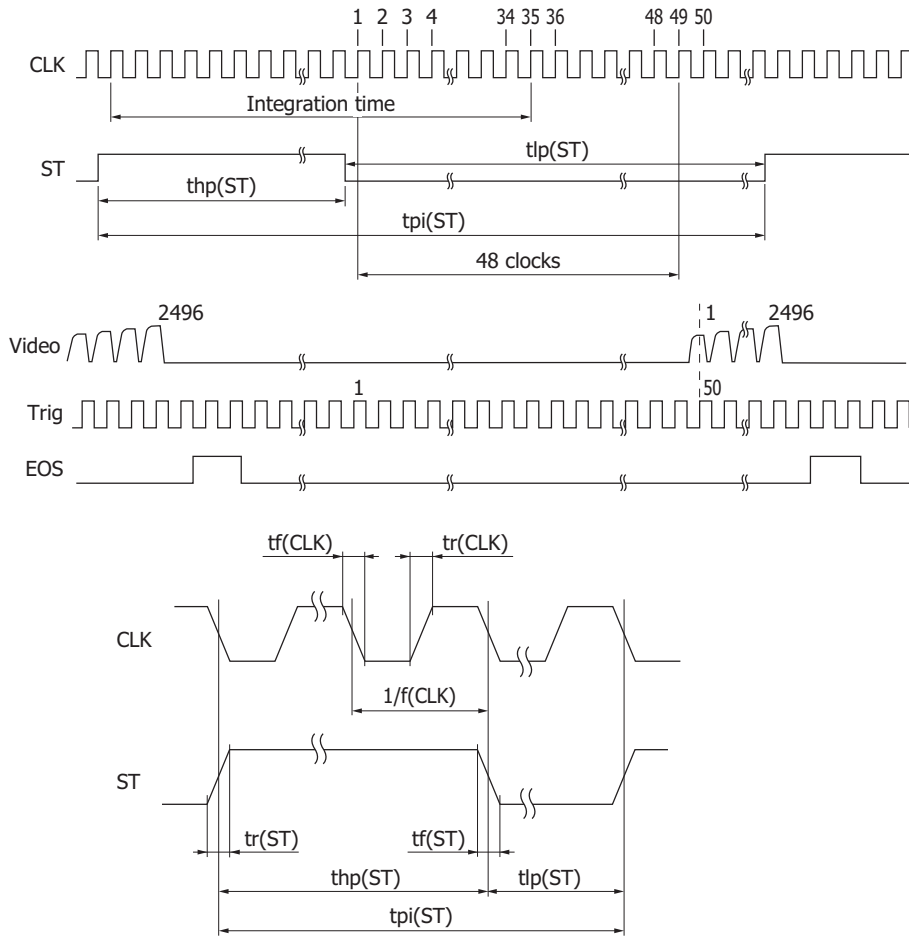 1 2 3 4 34 35 36 48 49 50
CLK
Integration time
ST
tlp(ST)
thp(ST)
tpi(ST)
48 clocks
2496 1 2496
Video
1 50
Trig
EOS
tf(CLK) tr(CLK)
CLK
1/f(CLK)
ST
tr(ST) tf(ST)
thp(ST) tlp(ST)
tpi(ST)